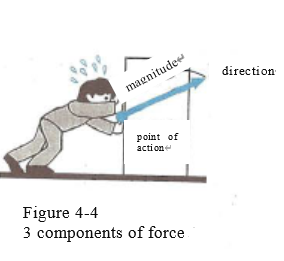 magnitude↵
direction
point of
action↵
Figure 4-4
3 components of force